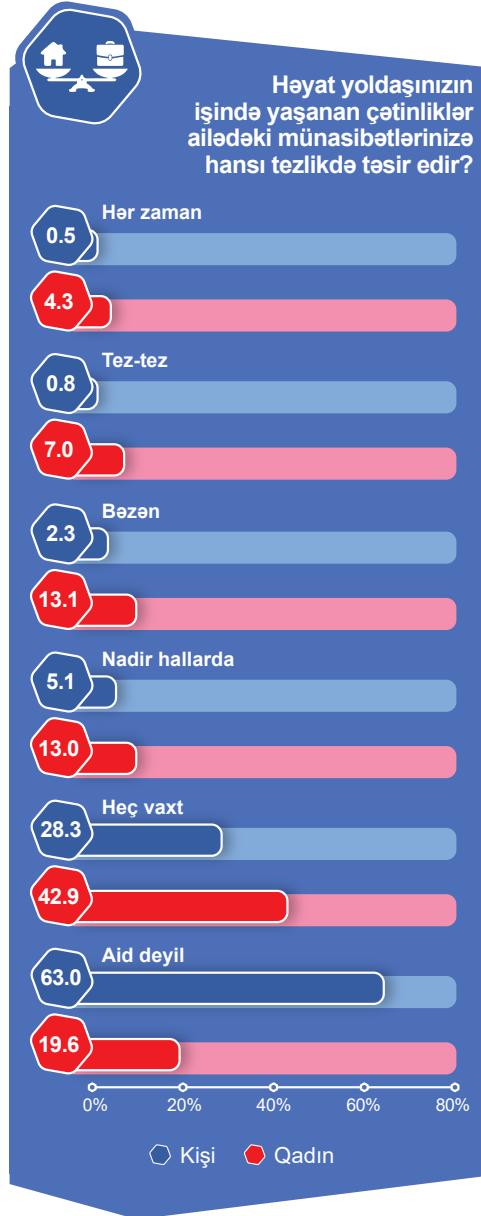 Həyat yoldaşınızın
işində yaşanan çətinliklər
ailədəki münasibətlərinizə
hansı tezlikdə təsir edir?
Hər zaman
0.5
4.3
Tez-tez
0.8
7.0
Bəzən
2.3
13.1
Nadir hallarda
5.1
13.0
Heç vaxt
28.3
42.9
Aid deyil
63.0
19.6
0% 20% 40% 60% 80%
Kişi Qadın